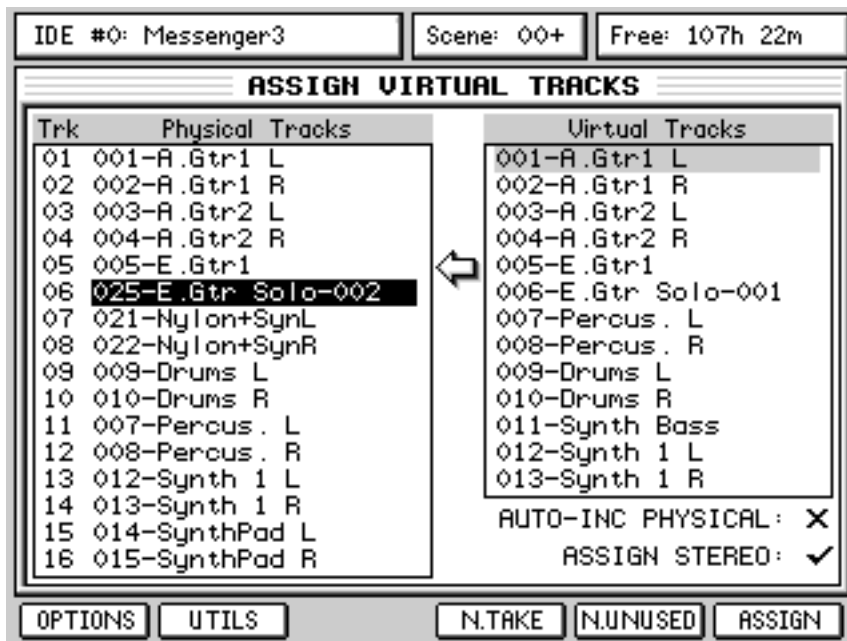 IDE #0: Messenger3
Scene: 00+
Free: 107h 22m
ASSIGN VIRTUAL TRACKS
Trk Physical Tracks
01 001-A.Gtr1 L
02 002-A.Gtr1 R
03 003-A.Gtr2 L
04 004-A.Gtr2 R
05 005-E.Gtr1
06 025-E.Gtr Solo-002
07 021-Nylon+SynL
08 022-Nylon+SynR
09 009-Drums L
10 010-Drums R
11 007-Percus. L
12 008-Percus. R
13 012-Synth 1 L
14 013-Synth 1 R
15 014-SynthPad L
16 015-SynthPad R
Virtual Tracks
001-A.Gtr1 L
002-A.Gtr1 R
003-A.Gtr2 L
004-A.Gtr2 R
005-E.Gtr1
006-E.Gtr Solo-001
007-Percus. L
008-Percus. R
009-Drums L
010-Drums R
011-Synth Bass
012-Synth 1 L
013-Synth 1 R
AUTO-INC PHYSICAL:
ASSIGN STEREO:
OPTIONS
UTILS
N.TAKE
N.UNUSED
ASSIGN